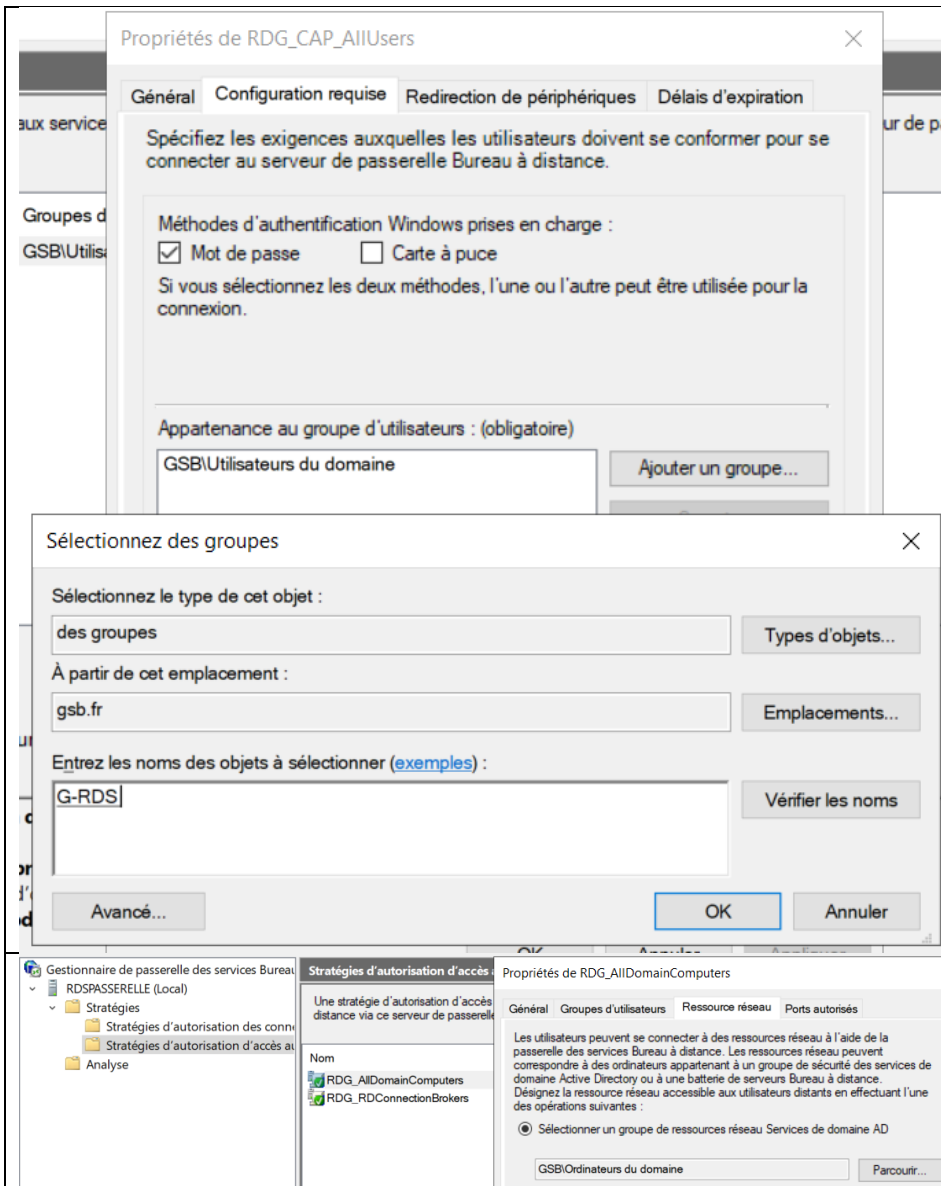 Propriétés de RDG_CAP_AllUsers
Général Configuration requise Redirection de périphériques Délais d'expiration
aux service
Spécifiez les exigences auxquelles les utilisateurs doivent se conformer pour se
connecter au serveur de passerelle Bureau à distance.
ur de p
Groupes d
GSB\Utilisa
Méthodes d'authentification Windows prises en charge :
Mot de passe Carte à puce
Si vous sélectionnez les deux méthodes, l'une ou l'autre peut être utilisée pour la
connexion.
Appartenance au groupe d'utilisateurs : (obligatoire)
GSB\Utilisateurs du domaine
Ajouter un groupe...
Sélectionnez des groupes
Sélectionnez le type de cet objet :
des groupes
Types d'objets...
À partir de cet emplacement :
gsb.fr
Emplacements...
Entrez les noms des objets à sélectionner (exemples) :
G-RDS
Vérifier les noms
Avancé...
OK
Annuler
Gestionnaire de passerelle des services Bureau
RDSPASSERELLE (Local)
Stratégies
Stratégies d'autorisation des conn
Stratégies d'autorisation d'accès au
Analyse
Stratégies d'autorisation d'accès
Une stratégie d'autorisation d'accès
distance via ce serveur de passerelle
Nom
RDG_AllDomainComputers
RDG_RDConnectionBrokers
Propriétés de RDG_AllDomainComputers
Général Groupes d'utilisateurs Ressource réseau Ports autorisés
Les utilisateurs peuvent se connecter à des ressources réseau à l'aide de la
passerelle des services Bureau à distance. Les ressources réseau peuvent
correspondre à des ordinateurs appartenant à un groupe de sécurité des services de
domaine Active Directory ou à une batterie de serveurs Bureau à distance.
Désignez la ressource réseau accessible aux utilisateurs distants en effectuant l'une
des opérations suivantes :
Sélectionner un groupe de ressources réseau Services de domaine AD
GSB\Ordinateurs du domaine
Parcourir...